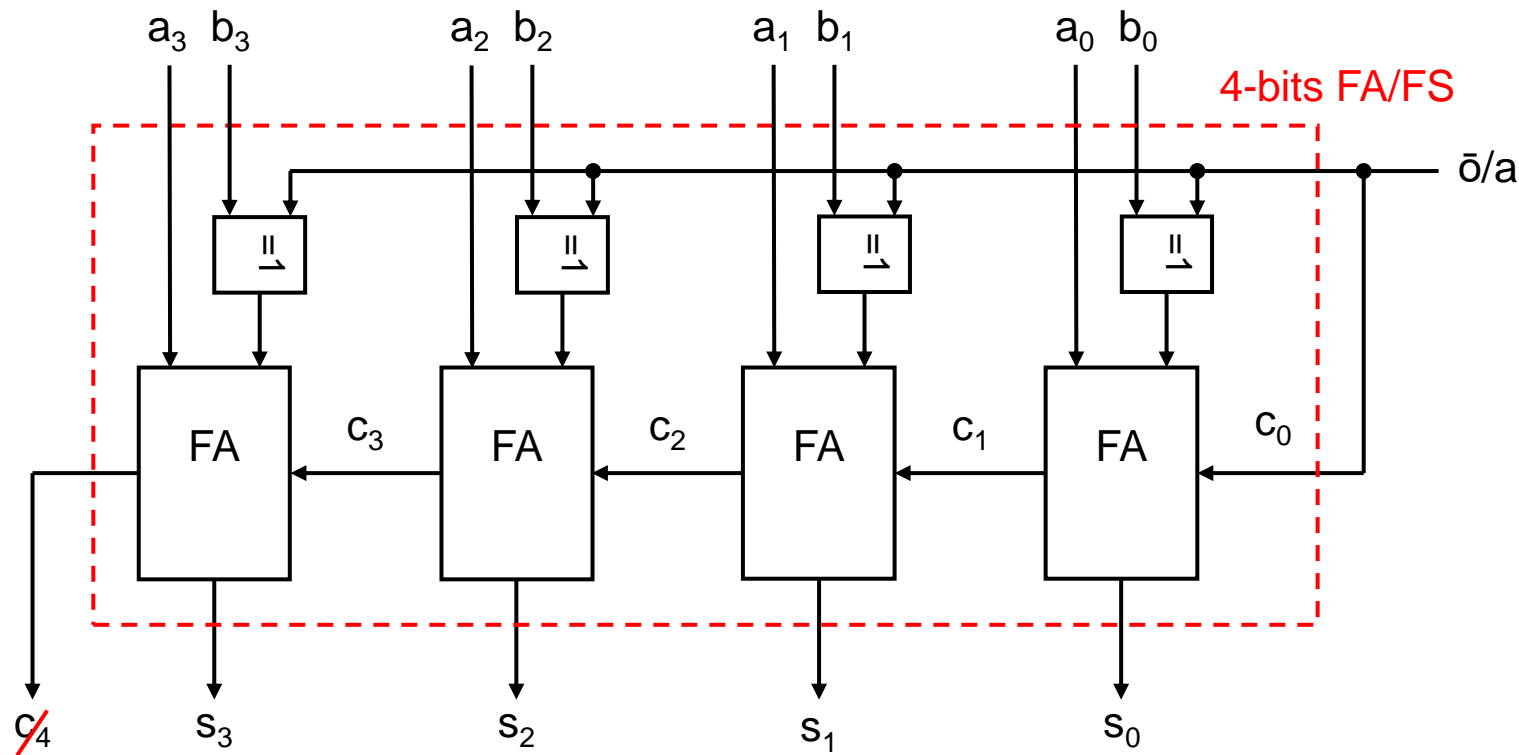 a₃ b₃ a₂ b₂ a₁ b₁ a₀ b₀
4-bits FA/FS
ō/a
=1 =1 =1 =1
FA c₃ FA c₂ FA c₁ FA c₀
c₄ s₃ s₂ s₁ s₀